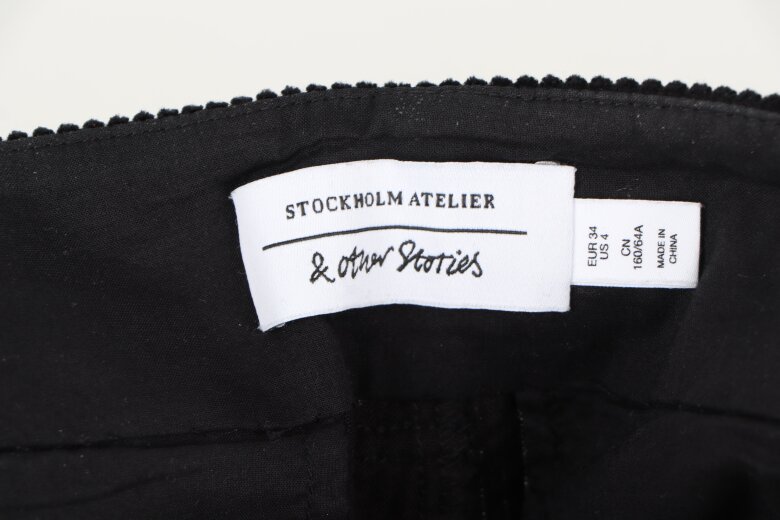 STOCKHOLM ATELIER
& Other Stories
EUR 34
US 4
CN
160/64A
MADE IN
CHINA